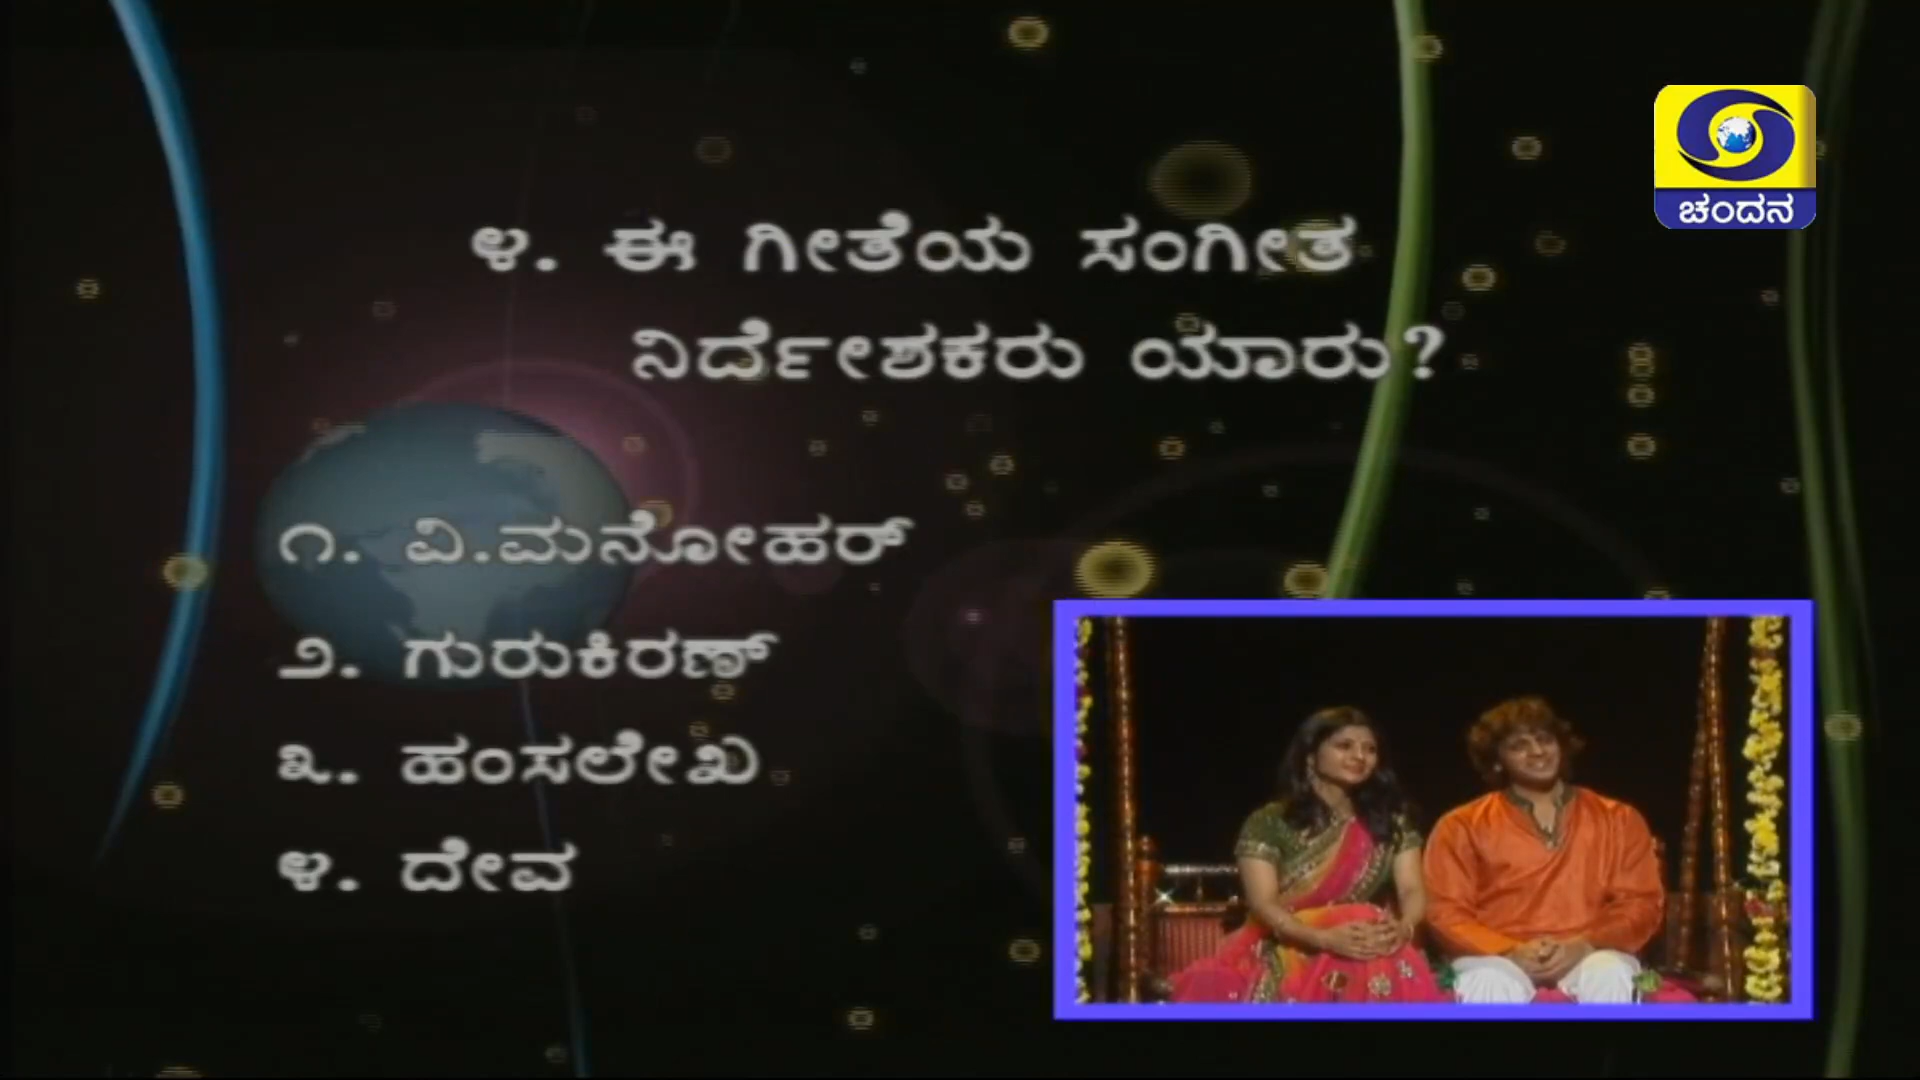 ಚಂದನ
೪. ಈ ಗೀತೆಯ ಸಂಗೀತ
ನಿರ್ದೇಶಕರು ಯಾರು?
೧. ವಿ.ಮನೋಹರ್
೨. ಗುರುಕಿರಣ್
೩. ಹಂಸಲೇಖ
೪. ದೇವ